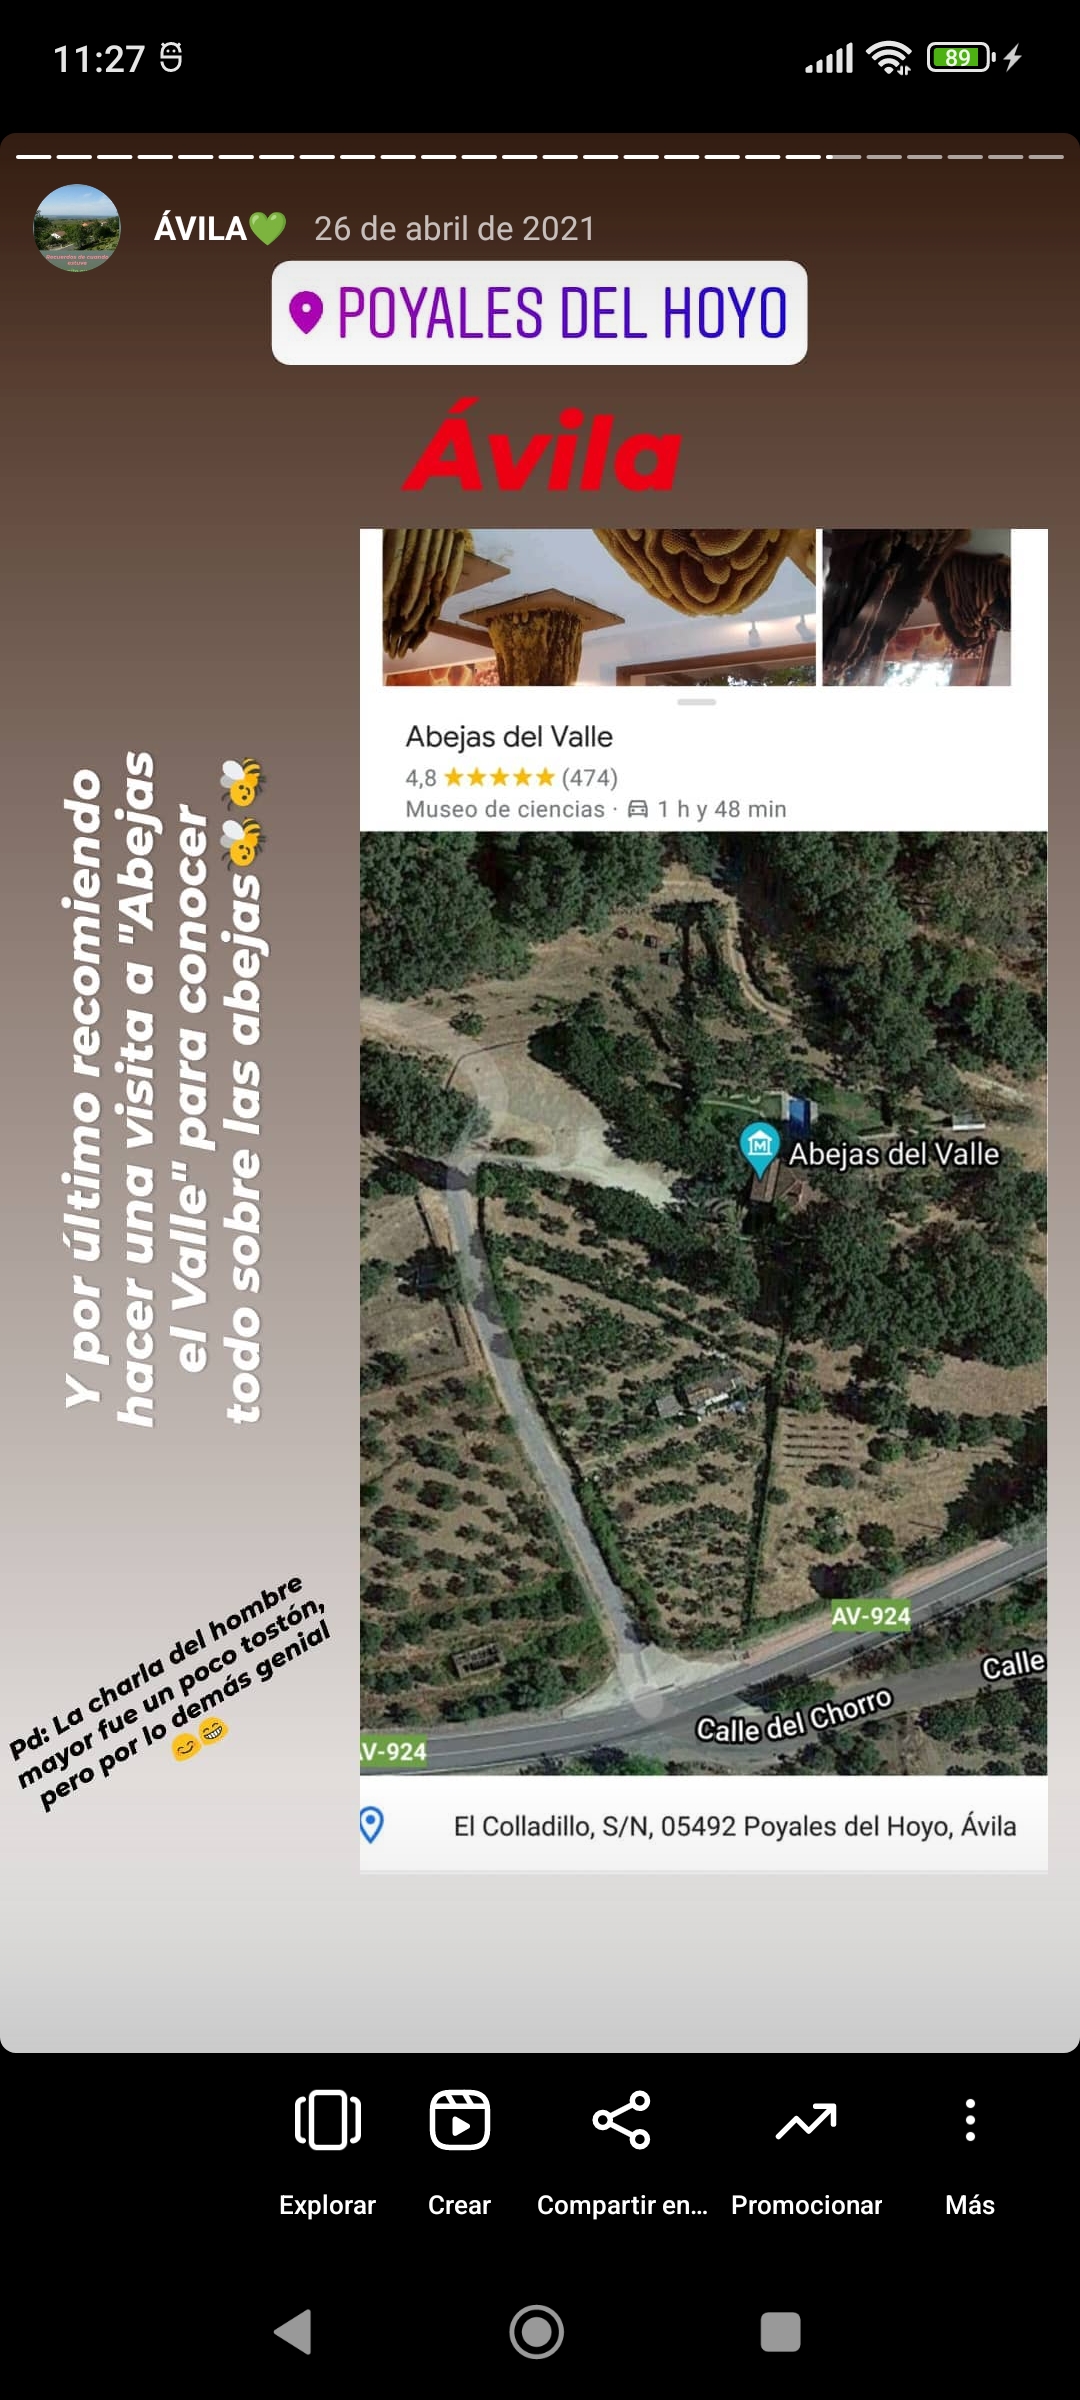 11:27
89
ÁVILA💚 26 de abril de 2021
POYALES DEL HOYO
Ávila
Y por último recomiendo
hacer una visita a "Abejas
el Valle" para conocer
todo sobre las abejas🐝🐝
Abejas del Valle
4,8 ★★★★★ (474)
Museo de ciencias · 1 h y 48 min
Abejas del Valle
AV-924
Calle
Calle del Chorro
V-924
Pd: La charla del hombre
mayor fue un poco tostón,
pero por lo demás genial
😊😁
El Colladillo, S/N, 05492 Poyales del Hoyo, Ávila
Explorar
Crear
Compartir en...
Promocionar
Más